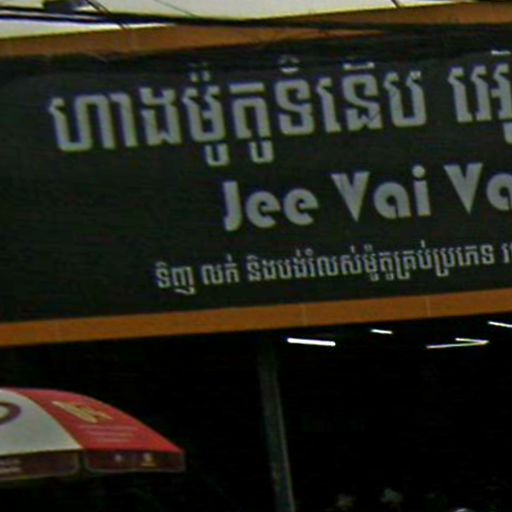 ហាងម៉ូតូទំនើប
Jee Vai
ទិញ លក់ និងបង់រំលស់ម៉ូតូគ្រប់ប្រភេទ